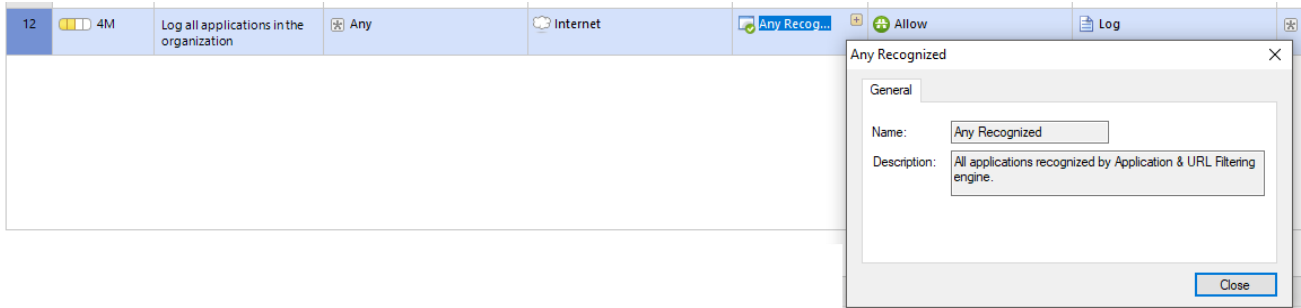 12 4M Log all applications in the Any Internet Any Recog... Allow Log
organization
Any Recognized
General
Name: Any Recognized
Description: All applications recognized by Application & URL Filtering
engine.
Close